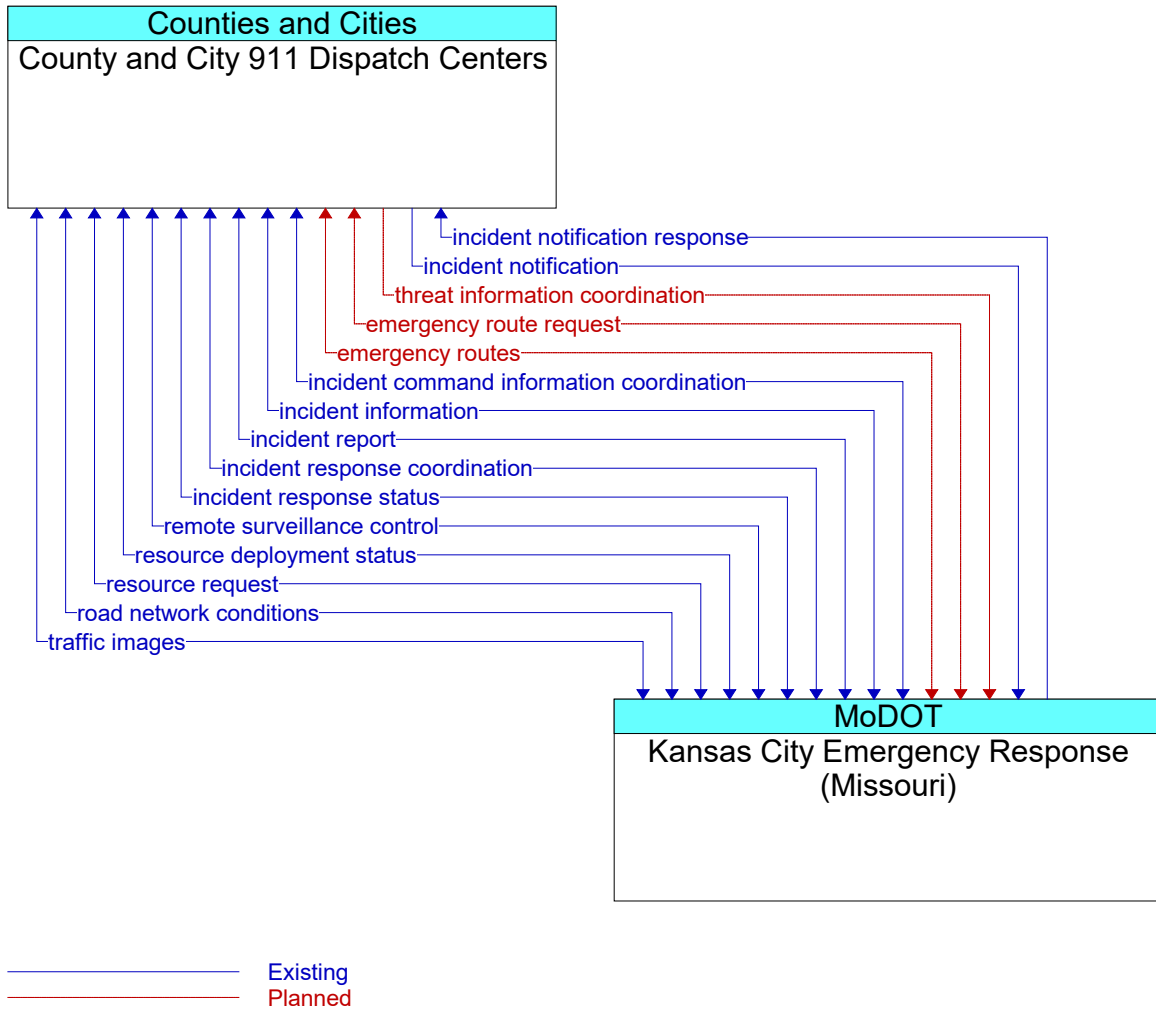 Counties and Cities
County and City 911 Dispatch Centers
incident notification response
incident notification
threat information coordination
emergency route request
emergency routes
incident command information coordination
incident information
incident report
incident response coordination
incident response status
remote surveillance control
resource deployment status
resource request
road network conditions
traffic images
MoDOT
Kansas City Emergency Response
(Missouri)
Existing
Planned